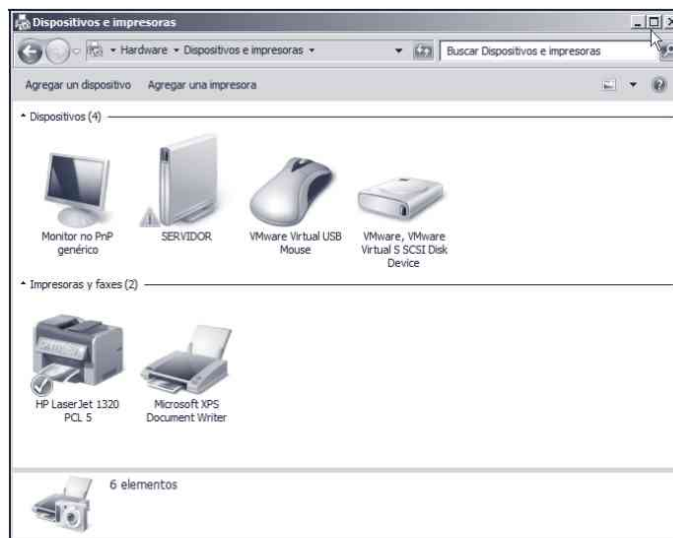 Dispositivos e impresoras
Hardware Dispositivos e impresoras
Buscar Dispositivos e impresoras
Agregar un dispositivo Agregar una impresora
Dispositivos (4)
Monitor no PnP
genérico
SERVIDOR
VMware Virtual USB
Mouse
VMware, VMware
Virtual S SCSI Disk
Device
Impresoras y faxes (2)
HP LaserJet 1320
PCL 5
Microsoft XPS
Document Writer
6 elementos